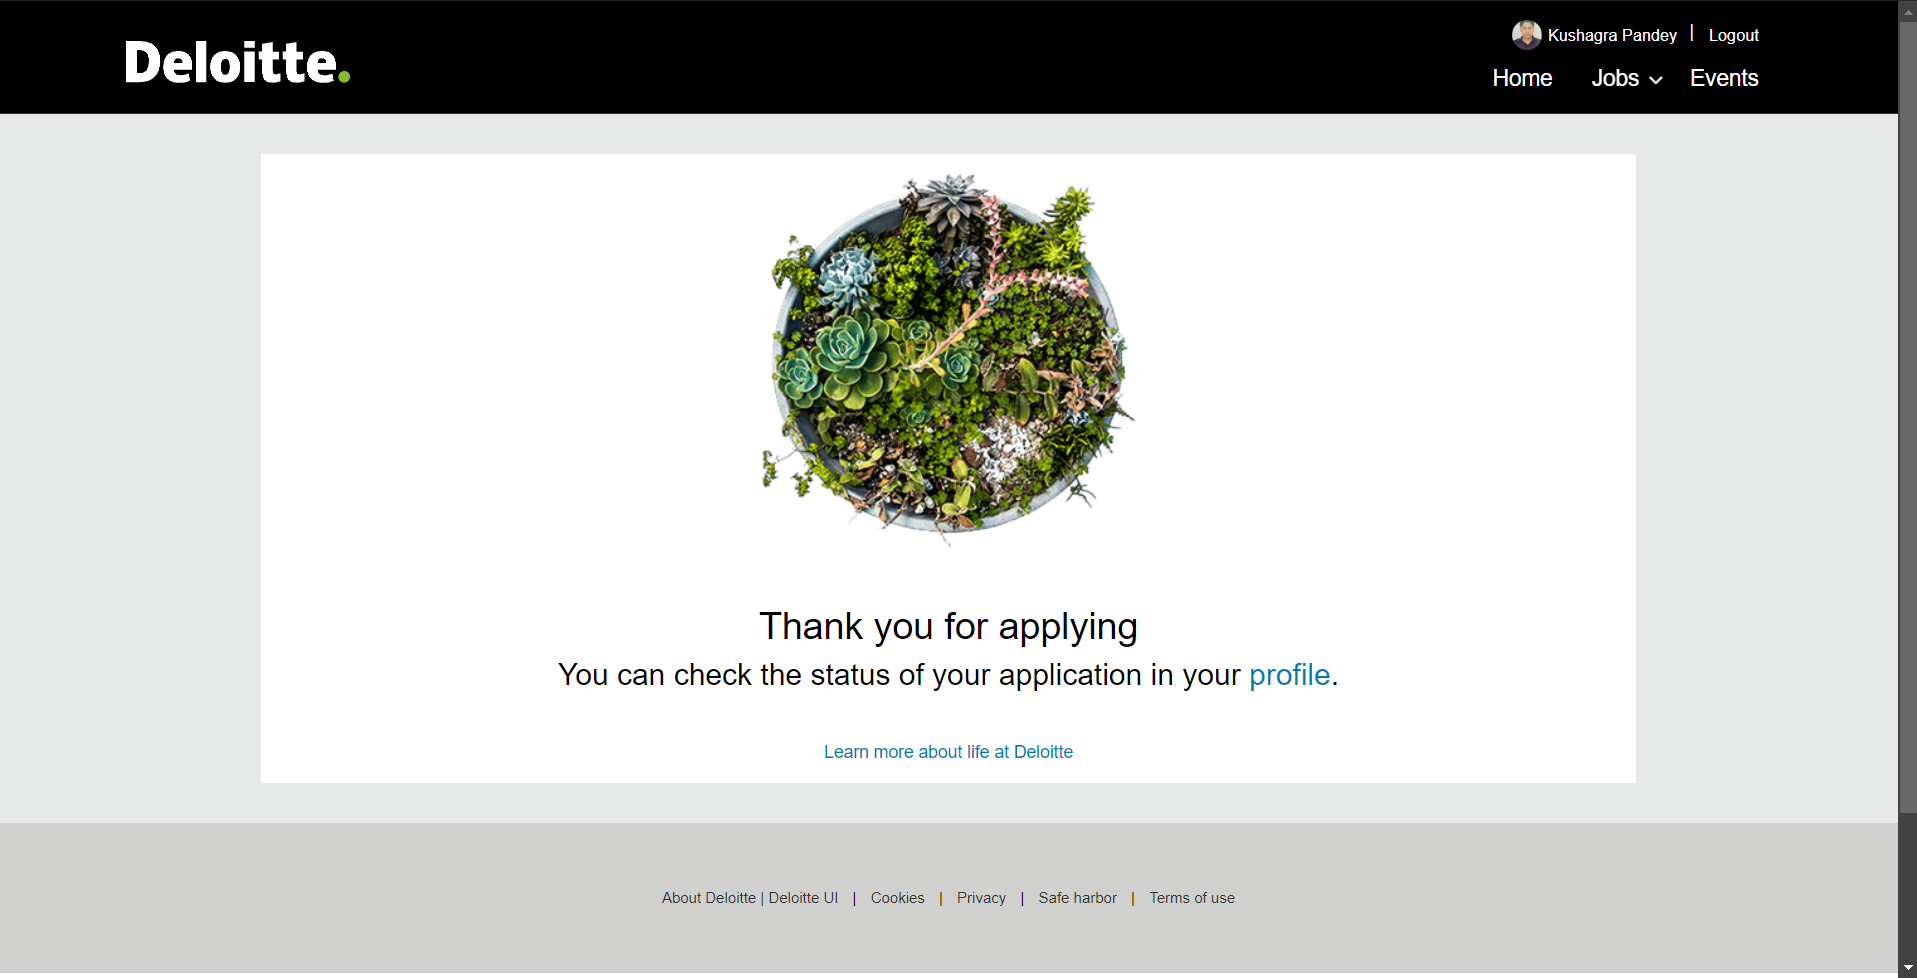 Deloitte.
Kushagra Pandey | Logout
Home Jobs Events
Thank you for applying
You can check the status of your application in your profile.
Learn more about life at Deloitte
About Deloitte | Deloitte UI | Cookies | Privacy | Safe harbor | Terms of use